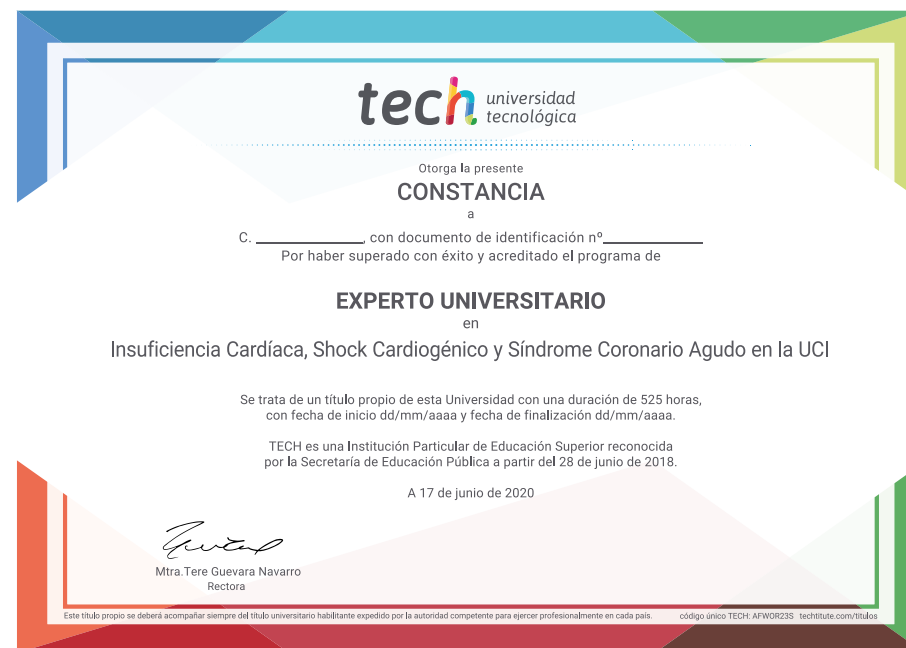 tech universidad
tecnológica
Otorga la presente
CONSTANCIA
a
C. ____________, con documento de identificación nº____________
Por haber superado con éxito y acreditado el programa de
EXPERTO UNIVERSITARIO
en
Insuficiencia Cardíaca, Shock Cardiogénico y Síndrome Coronario Agudo en la UCI
Se trata de un título propio de esta Universidad con una duración de 525 horas,
con fecha de inicio dd/mm/aaaa y fecha de finalización dd/mm/aaaa.
TECH es una Institución Particular de Educación Superior reconocida
por la Secretaría de Educación Pública a partir del 28 de junio de 2018.
A 17 de junio de 2020
Mtra.Tere Guevara Navarro
Rectora
Este título propio se deberá acompañar siempre del título universitario habilitante expedido por la autoridad competente para ejercer profesionalmente en cada país. código único TECH: AFWOR23S techtitute.com/titulos